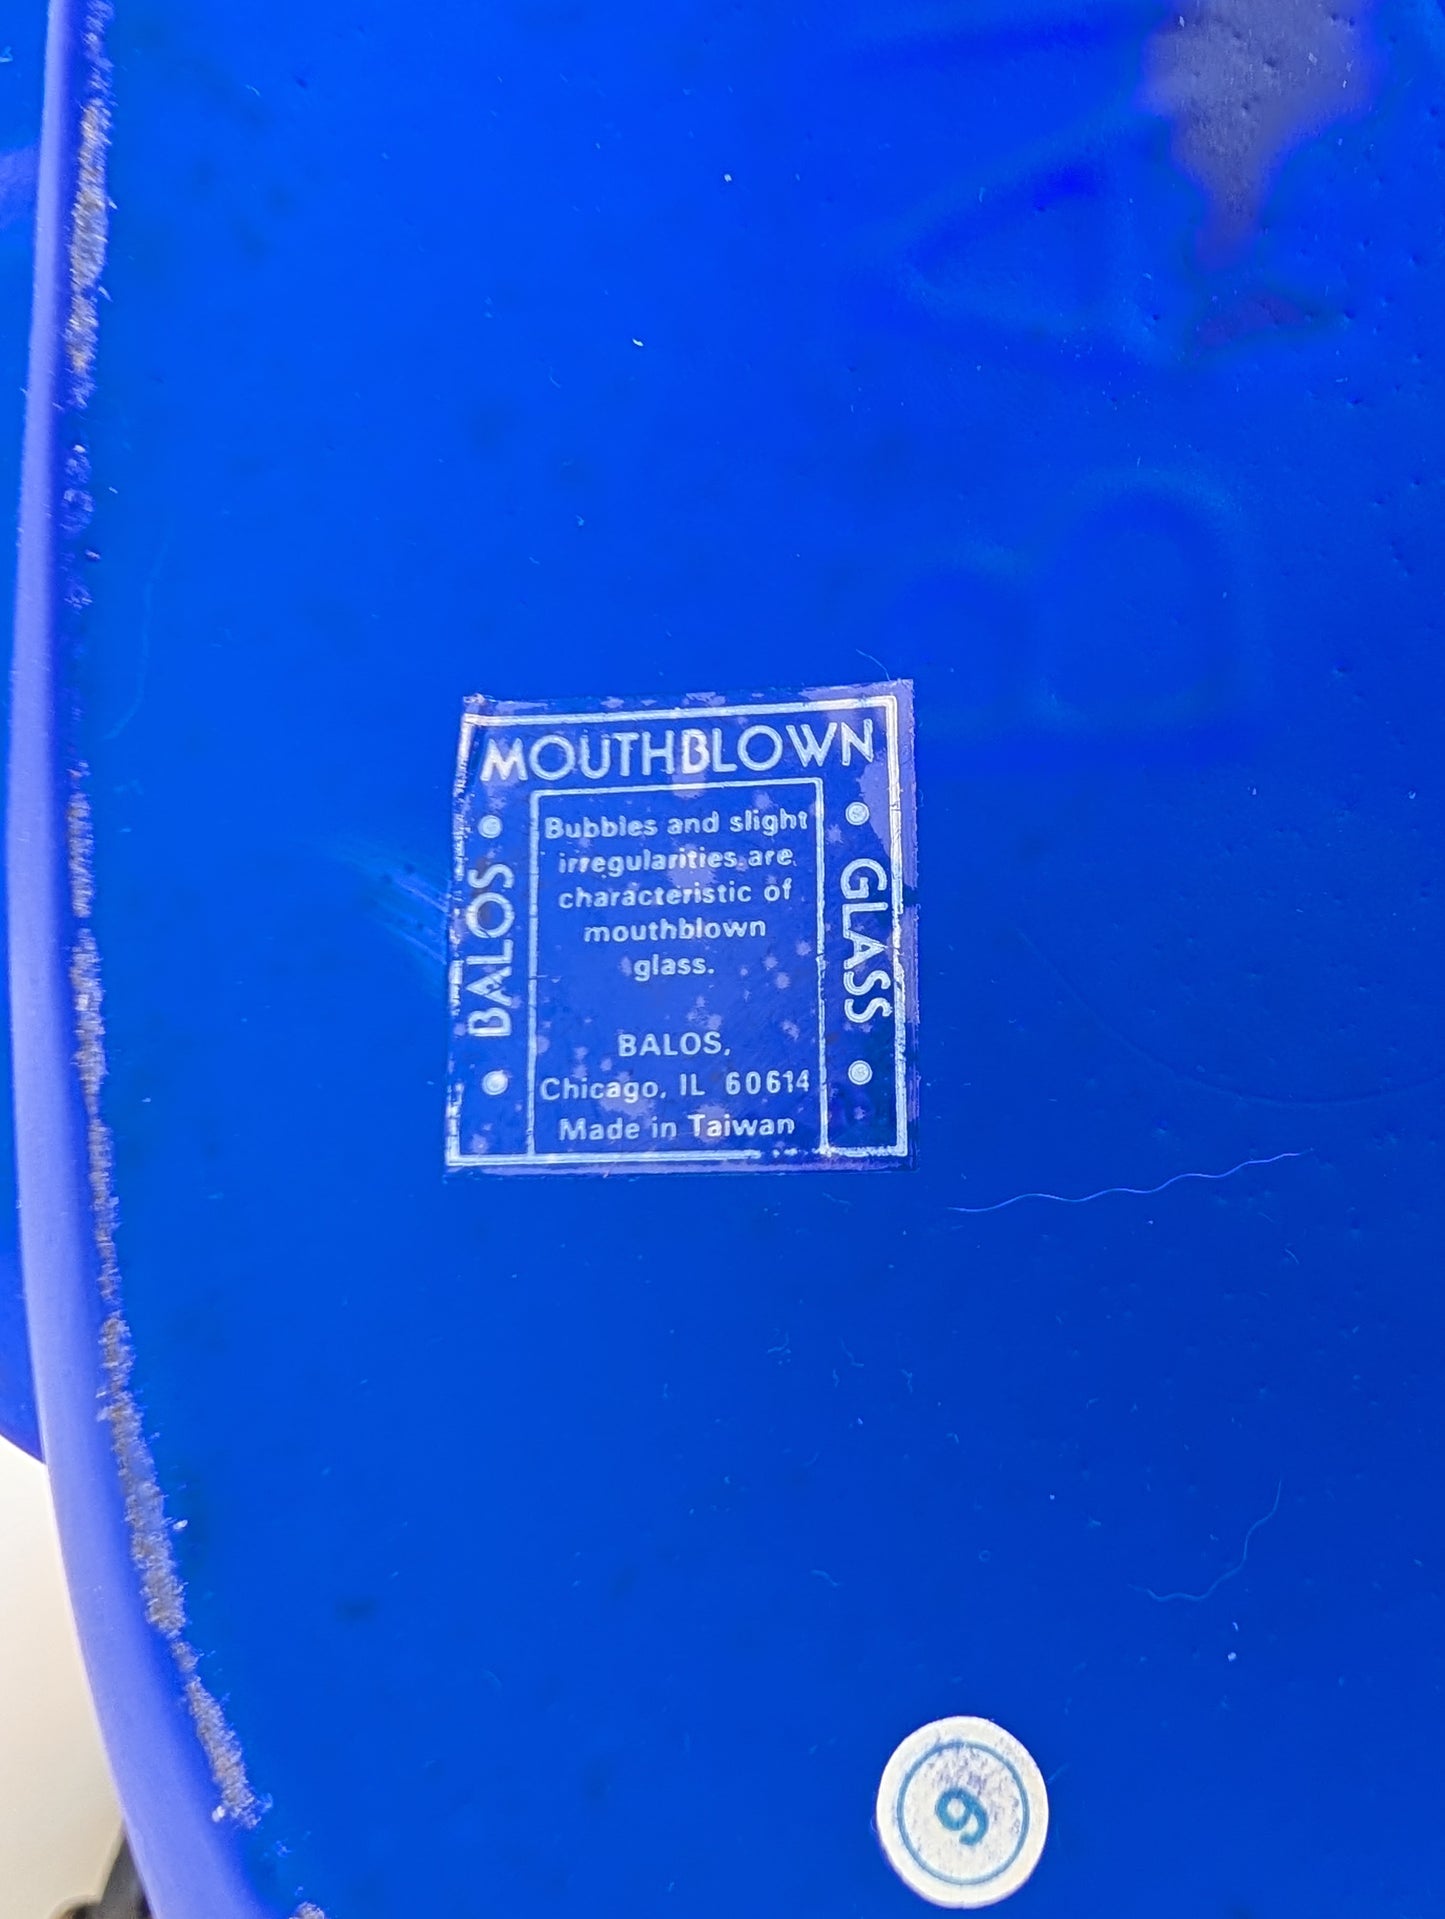 MOUTHBLOWN
BALOS
GLASS
Bubbles and slight
irregularities are
characteristic of
mouthblown
glass.
BALOS,
Chicago, IL 60614
Made in Taiwan